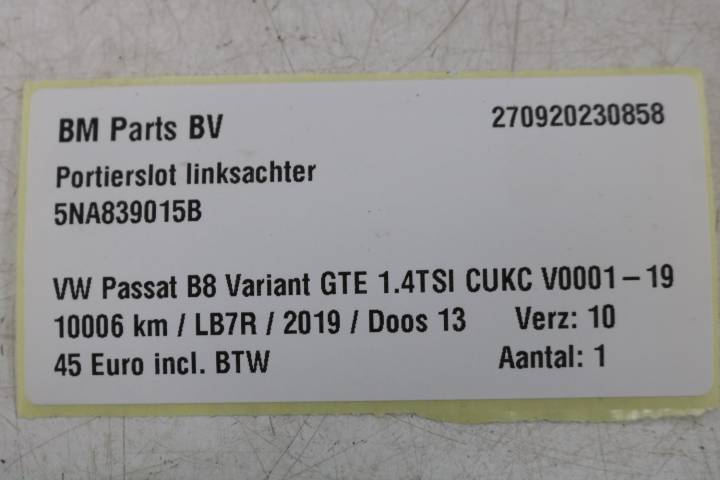 BM Parts BV 270920230858
Portierslot linksachter
5NA839015B
VW Passat B8 Variant GTE 1.4TSI CUKC V0001-19
10006 km / LB7R / 2019 / Doos 13 Verz: 10
45 Euro incl. BTW Aantal: 1